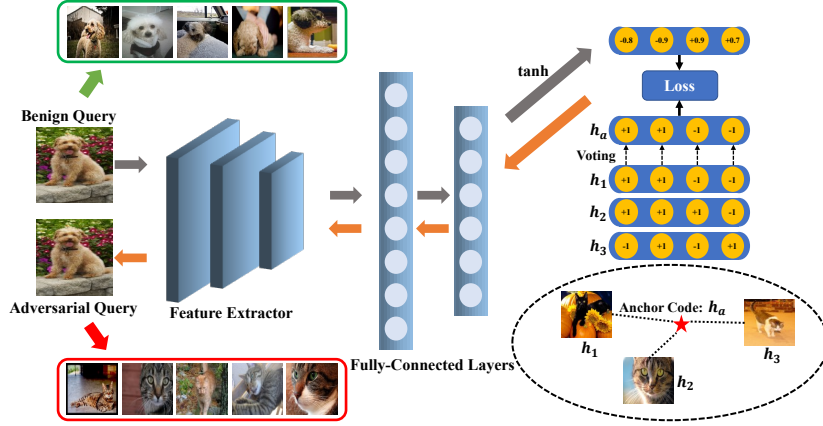 Benign Query
Adversarial Query
Feature Extractor
Fully-Connected Layers
tanh
-0.8 -0.9 +0.9 +0.7
Loss
h_a +1 +1 -1 -1
Voting
h_1 +1 +1 -1 -1
h_2 +1 +1 +1 -1
h_3 -1 +1 -1 +1
Anchor Code: h_a
h_1
h_2
h_3